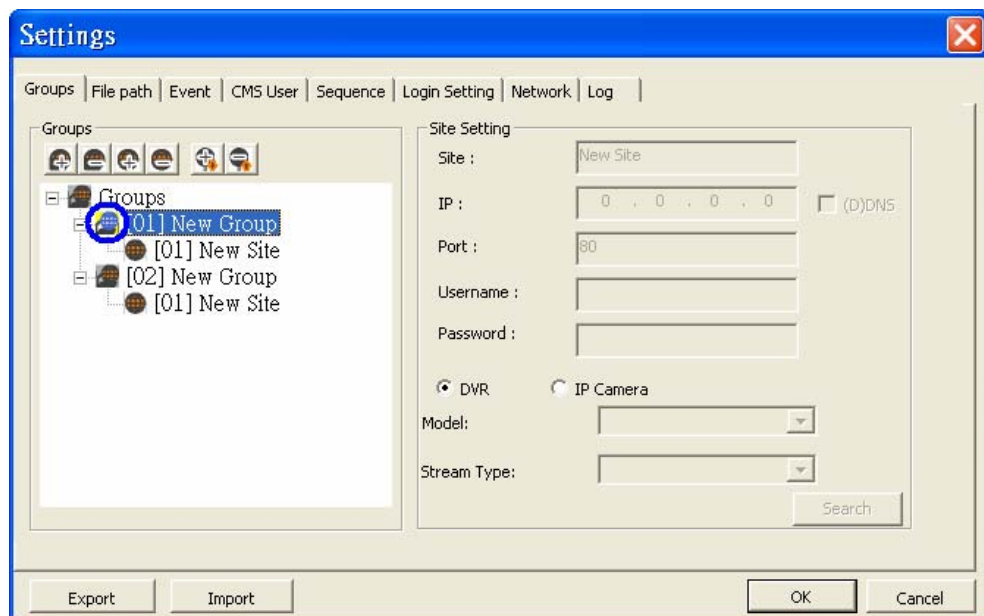 Settings
Groups File path Event CMS User Sequence Login Setting Network Log
Groups
Groups
[01] New Group
[01] New Site
[02] New Group
[01] New Site
Site Setting
Site : New Site
IP : 0 . 0 . 0 . 0 (D)DNS
Port : 80
Username :
Password :
DVR IP Camera
Model:
Stream Type:
Search
Export Import OK Cancel